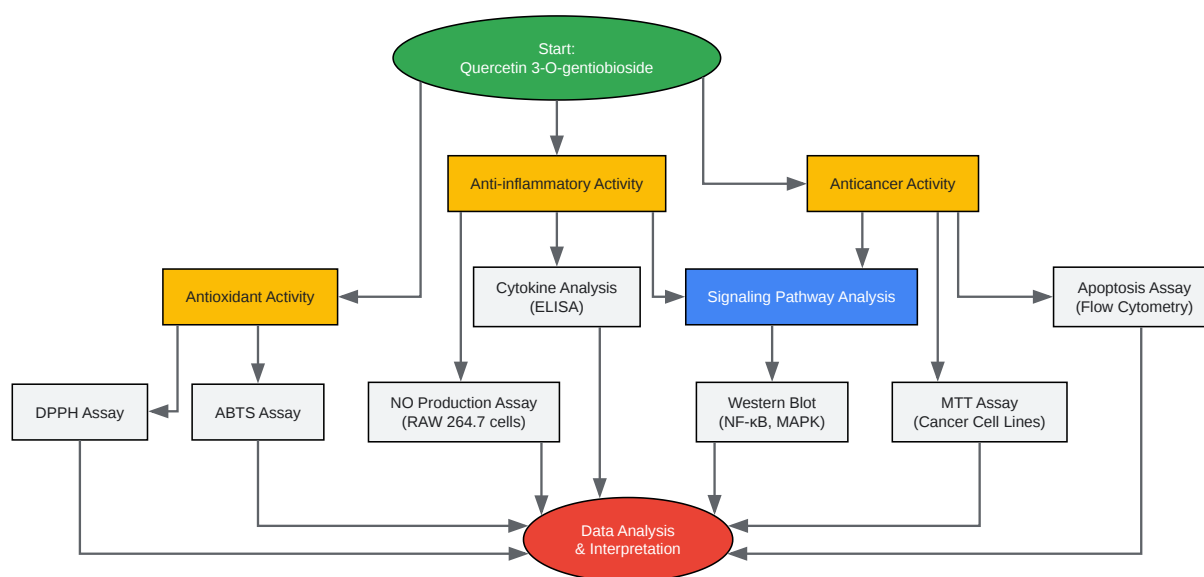 Start:
Quercetin 3-O-gentiobioside
Anti-inflammatory Activity
Anticancer Activity
Antioxidant Activity
Cytokine Analysis
(ELISA)
Signaling Pathway Analysis
Apoptosis Assay
(Flow Cytometry)
DPPH Assay
ABTS Assay
NO Production Assay
(RAW 264.7 cells)
Western Blot
(NF-κB, MAPK)
MTT Assay
(Cancer Cell Lines)
Data Analysis
& Interpretation